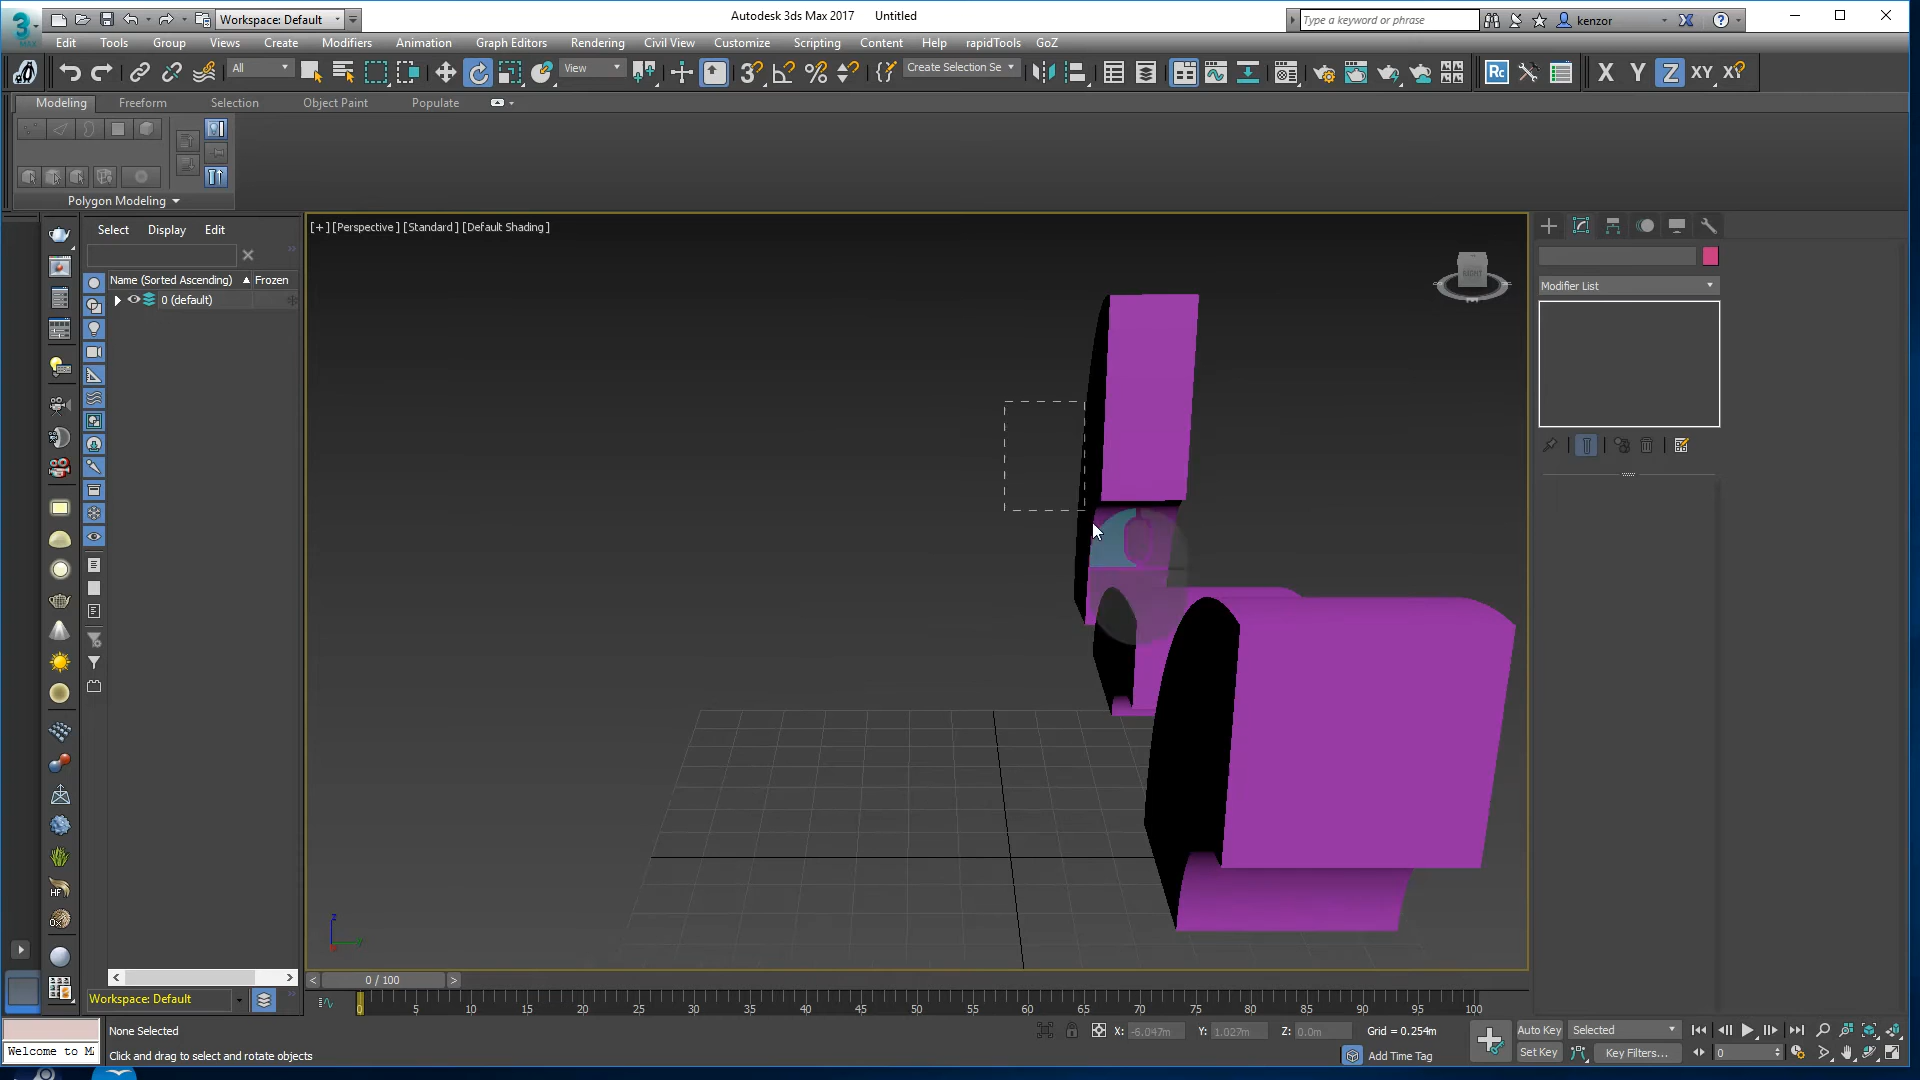 Workspace: Default
Autodesk 3ds Max 2017 Untitled
Type a keyword or phrase
kenzor
Edit Tools Group Views Create Modifiers Animation Graph Editors Rendering Civil View Customize Scripting Content Help rapidTools GoZ
All
View
Create Selection Se
Rc
X Y Z XY
Modeling Freeform Selection Object Paint Populate
Polygon Modeling
Select Display Edit
Name (Sorted Ascending) Frozen
0 (default)
[+] [Perspective] [Standard] [Default Shading]
RIGHT
Modifier List
HF
Workspace: Default
0 / 100
0 5 10 15 20 25 30 35 40 45 50 55 60 65 70 75 80 85 90 95 100
None Selected
X: -6.047m Y: 1.027m Z: 0.0m Grid = 0.254m
Auto Key Selected
Welcome to M
Click and drag to select and rotate objects
Add Time Tag
Set Key Key Filters...
0